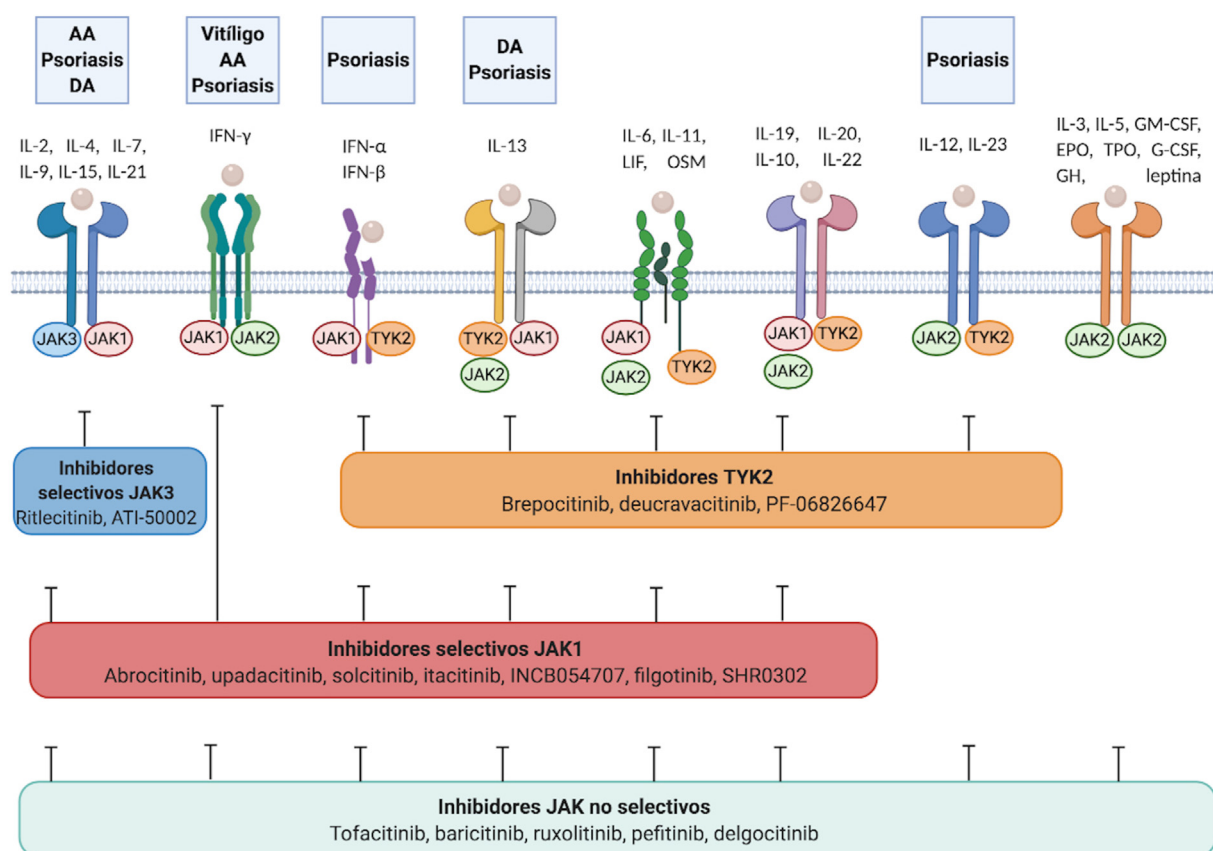 AA
Psoriasis
DA
Vitíligo
AA
Psoriasis
Psoriasis
DA
Psoriasis
Psoriasis
IL-2, IL-4, IL-7,
IL-9, IL-15, IL-21
IFN-γ
IFN-α
IFN-β
IL-13
IL-6, IL-11,
LIF, OSM
IL-19, IL-20,
IL-10, IL-22
IL-12, IL-23
IL-3, IL-5, GM-CSF,
EPO, TPO, G-CSF,
GH, leptina
JAK3 JAK1
JAK1 JAK2
JAK1 TYK2
TYK2 JAK1
JAK2
JAK1
JAK2 TYK2
JAK1 TYK2
JAK2
JAK2 TYK2
JAK2 JAK2
Inhibidores
selectivos JAK3
Ritlecitinib, ATI-50002
Inhibidores TYK2
Brepocitinib, deucravacitinib, PF-06826647
Inhibidores selectivos JAK1
Abrocitinib, upadacitinib, solcitinib, itacitinib, INCB054707, filgotinib, SHR0302
Inhibidores JAK no selectivos
Tofacitinib, baricitinib, ruxolitinib, pefitinib, delgocitinib